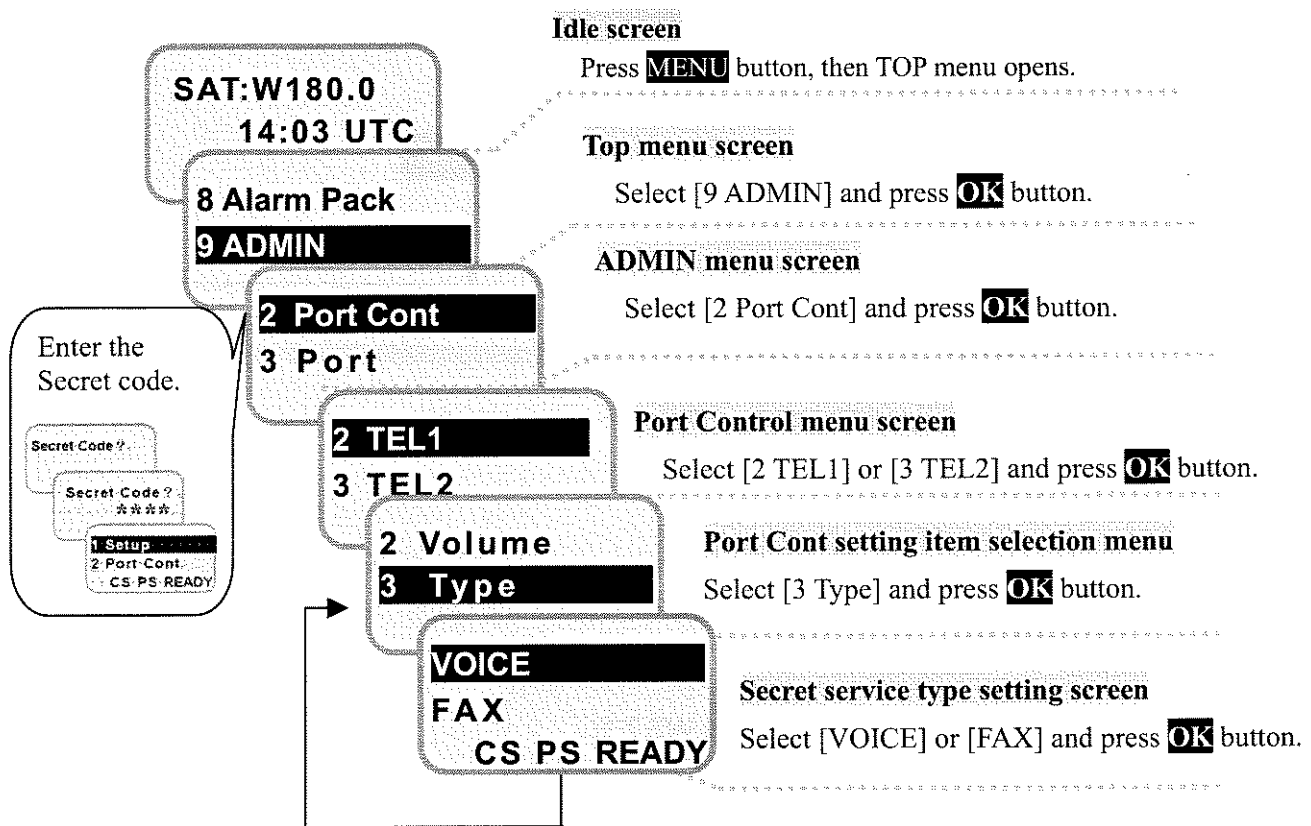 Idle screen
Press MENU button, then TOP menu opens.
SAT:W180.0
14:03 UTC
Top menu screen
Select [9 ADMIN] and press OK button.
8 Alarm Pack
9 ADMIN
ADMIN menu screen
Select [2 Port Cont] and press OK button.
2 Port Cont
3 Port
Enter the
Secret code.
Secret Code ?
Secret Code ?
****
1 Setup
2 Port Cont.
CS PS READY
Port Control menu screen
Select [2 TEL1] or [3 TEL2] and press OK button.
2 TEL1
3 TEL2
Port Cont setting item selection menu
Select [3 Type] and press OK button.
2 Volume
3 Type
Secret service type setting screen
Select [VOICE] or [FAX] and press OK button.
VOICE
FAX
CS PS READY